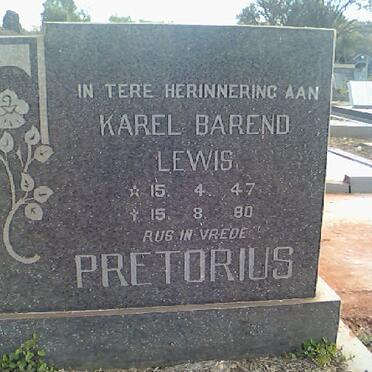 IN TERE HERINNERING AAN
KAREL BAREND
LEWIS
☆ 15. 4. 47
✝ 15. 8. 80
RUS IN VREDE
PRETORIUS